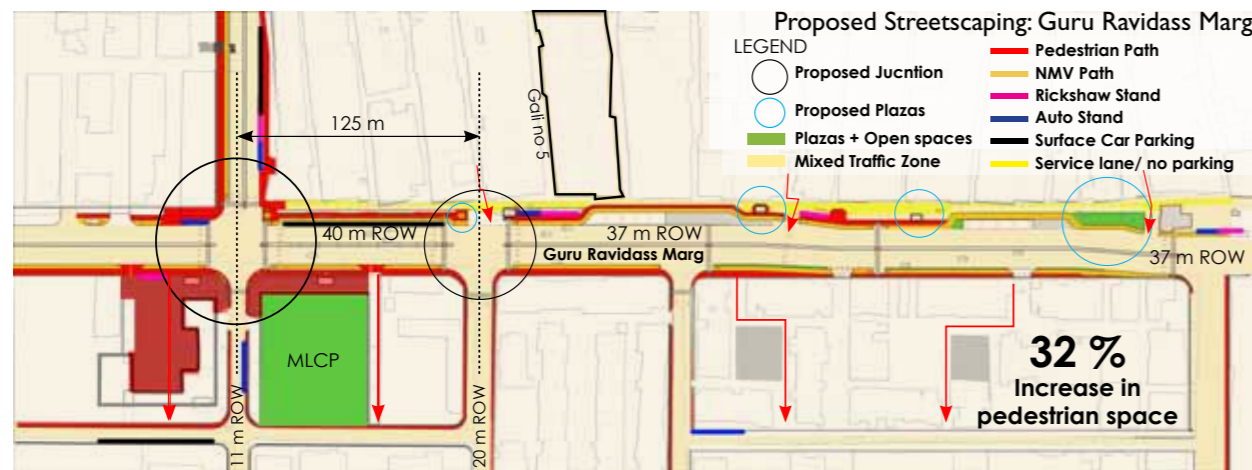 Proposed Streetscaping: Guru Ravidass Marg
LEGEND
Proposed Jucntion
Proposed Plazas
Plazas + Open spaces
Mixed Traffic Zone
Pedestrian Path
NMV Path
Rickshaw Stand
Auto Stand
Surface Car Parking
Service lane/ no parking
125 m
Gali no 5
40 m ROW
37 m ROW
Guru Ravidass Marg
37 m ROW
MLCP
11 m ROW
20 m ROW
32 %
Increase in
pedestrian space